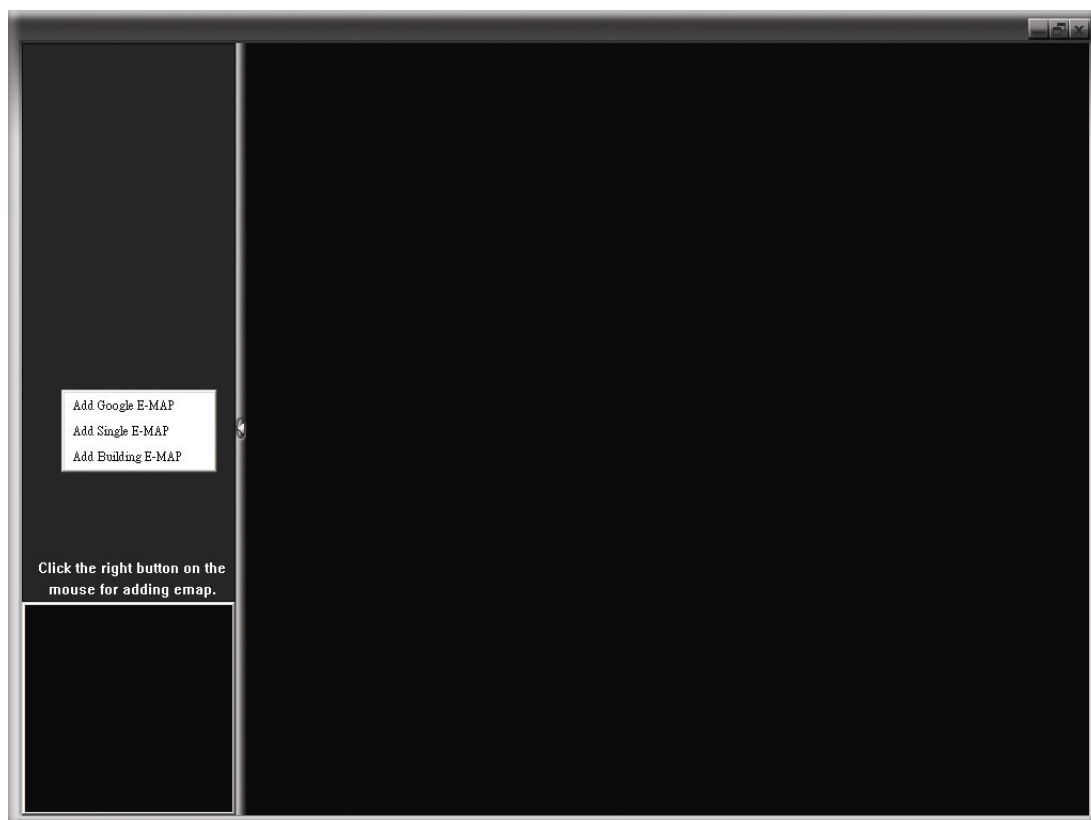 Add Google E-MAP
Add Single E-MAP
Add Building E-MAP
Click the right button on the
mouse for adding emap.